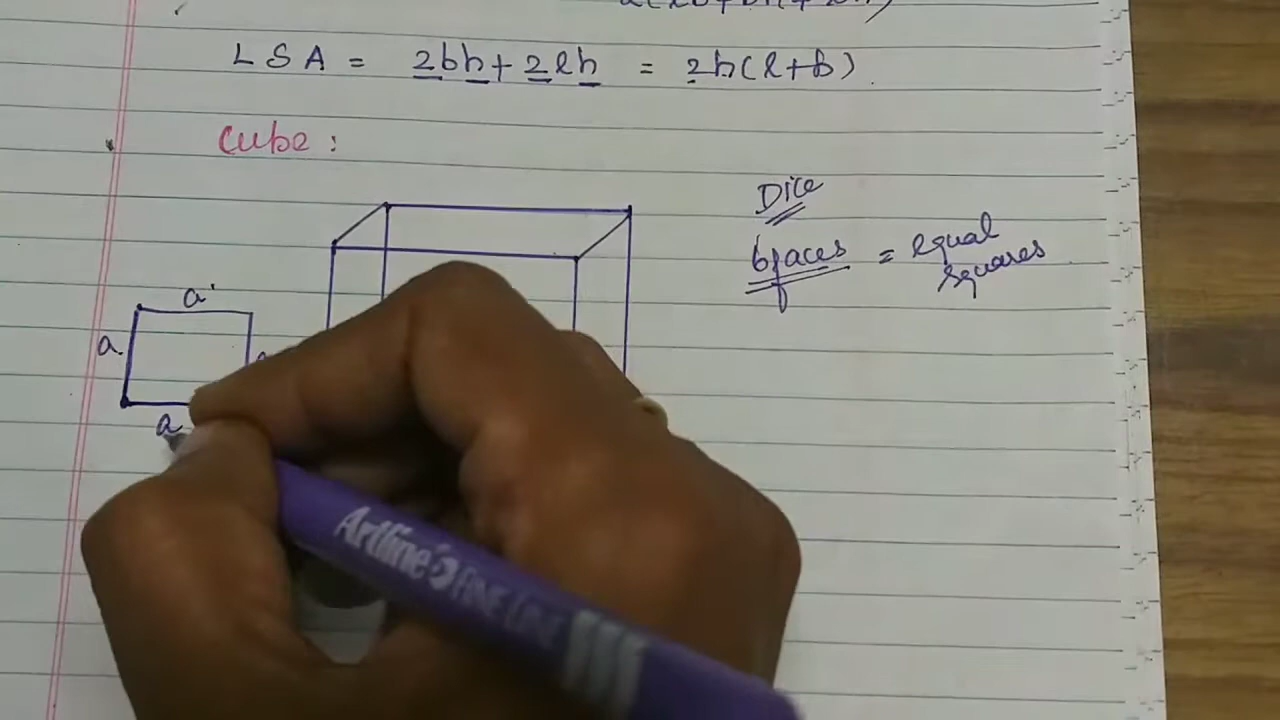 LSA = 2bh + 2lh = 2h(l+b)
Cube :
Dice
6faces = equal
squares
a
a
a
Artline FINE LINE